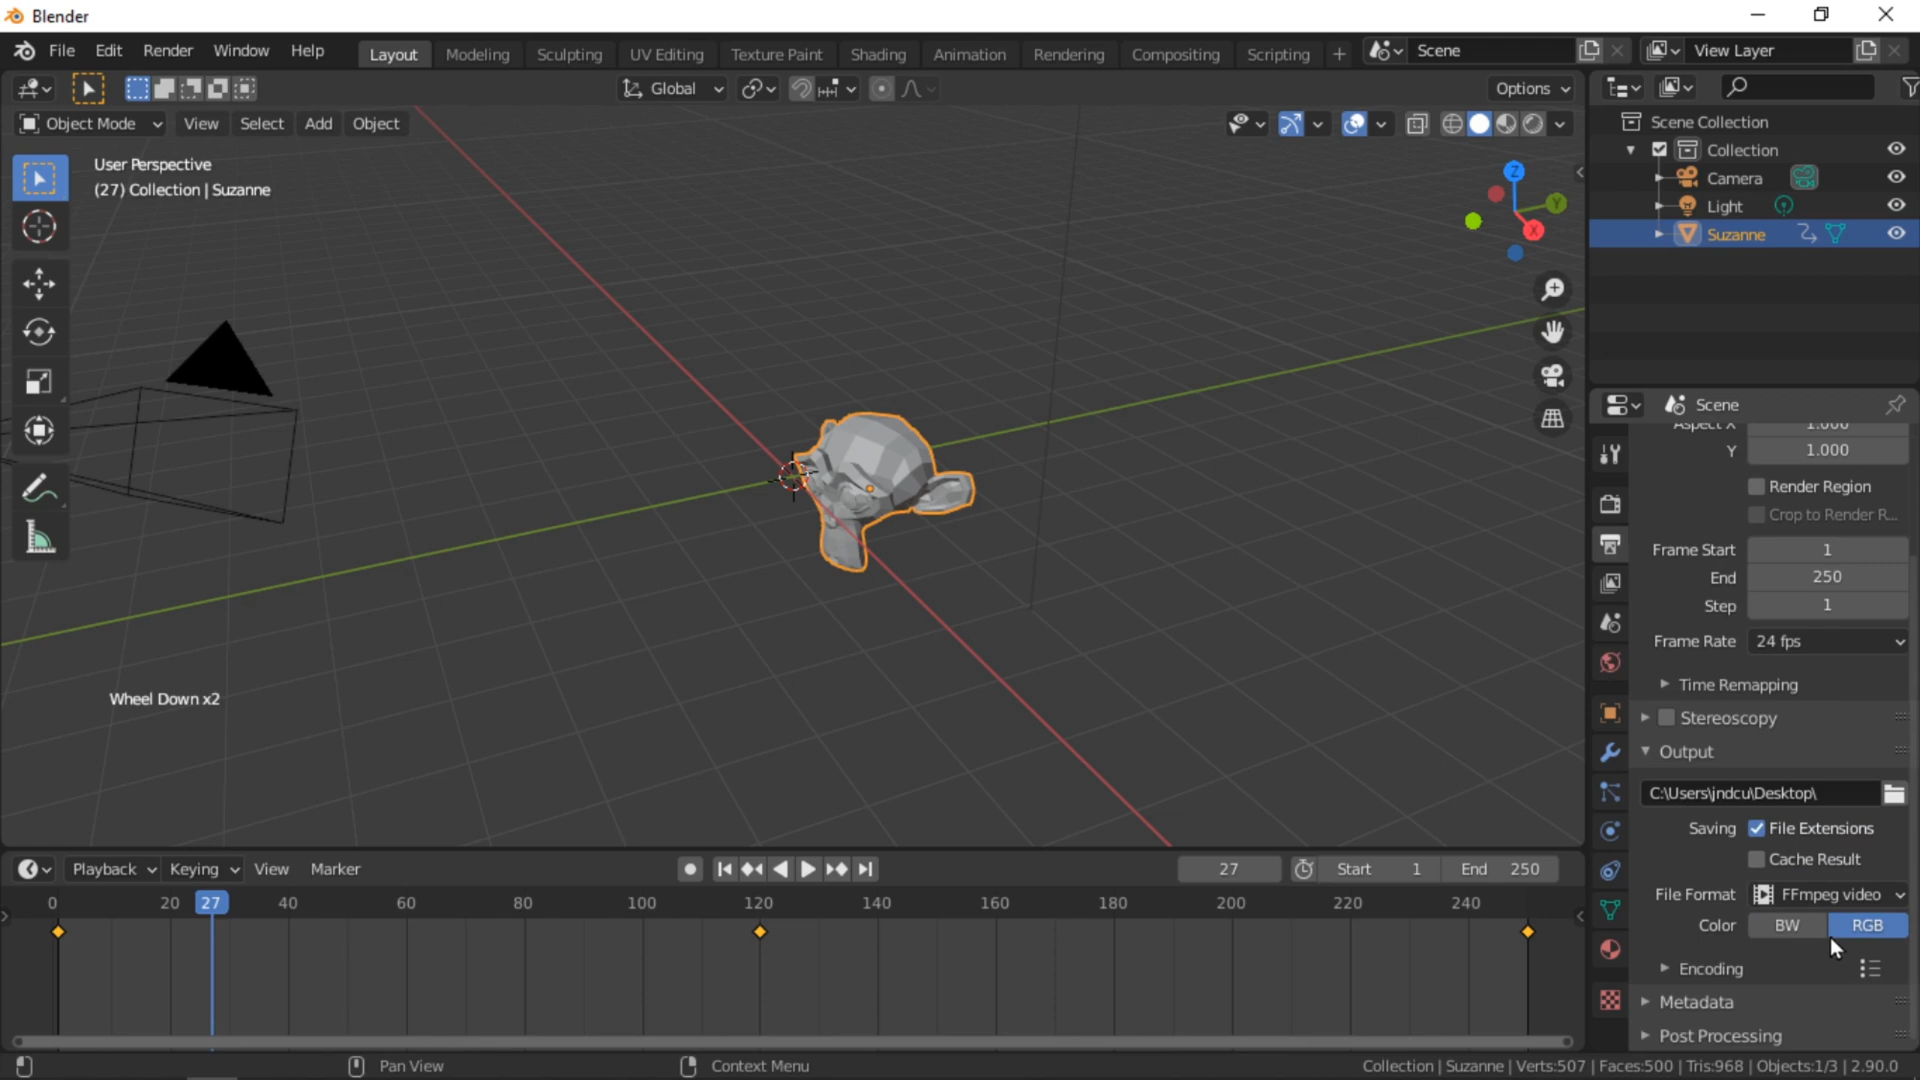 Blender
File Edit Render Window Help Layout Modeling Sculpting UV Editing Texture Paint Shading Animation Rendering Compositing Scripting + Scene View Layer
Global Options
Object Mode View Select Add Object
User Perspective
(27) Collection | Suzanne
Z
Y
X
Wheel Down x2
Scene Collection
Collection
Camera
Light
Suzanne
Scene
Aspect X 1.000
Y 1.000
Render Region
Crop to Render R...
Frame Start 1
End 250
Step 1
Frame Rate 24 fps
Time Remapping
Stereoscopy
Output
C:\Users\jndcu\Desktop\
Saving File Extensions
Cache Result
File Format FFmpeg video
Color BW RGB
Encoding
Metadata
Post Processing
Playback Keying View Marker 27 Start 1 End 250
0 20 27 40 60 80 100 120 140 160 180 200 220 240
Pan View Context Menu Collection | Suzanne | Verts:507 | Faces:500 | Tris:968 | Objects:1/3 | 2.90.0